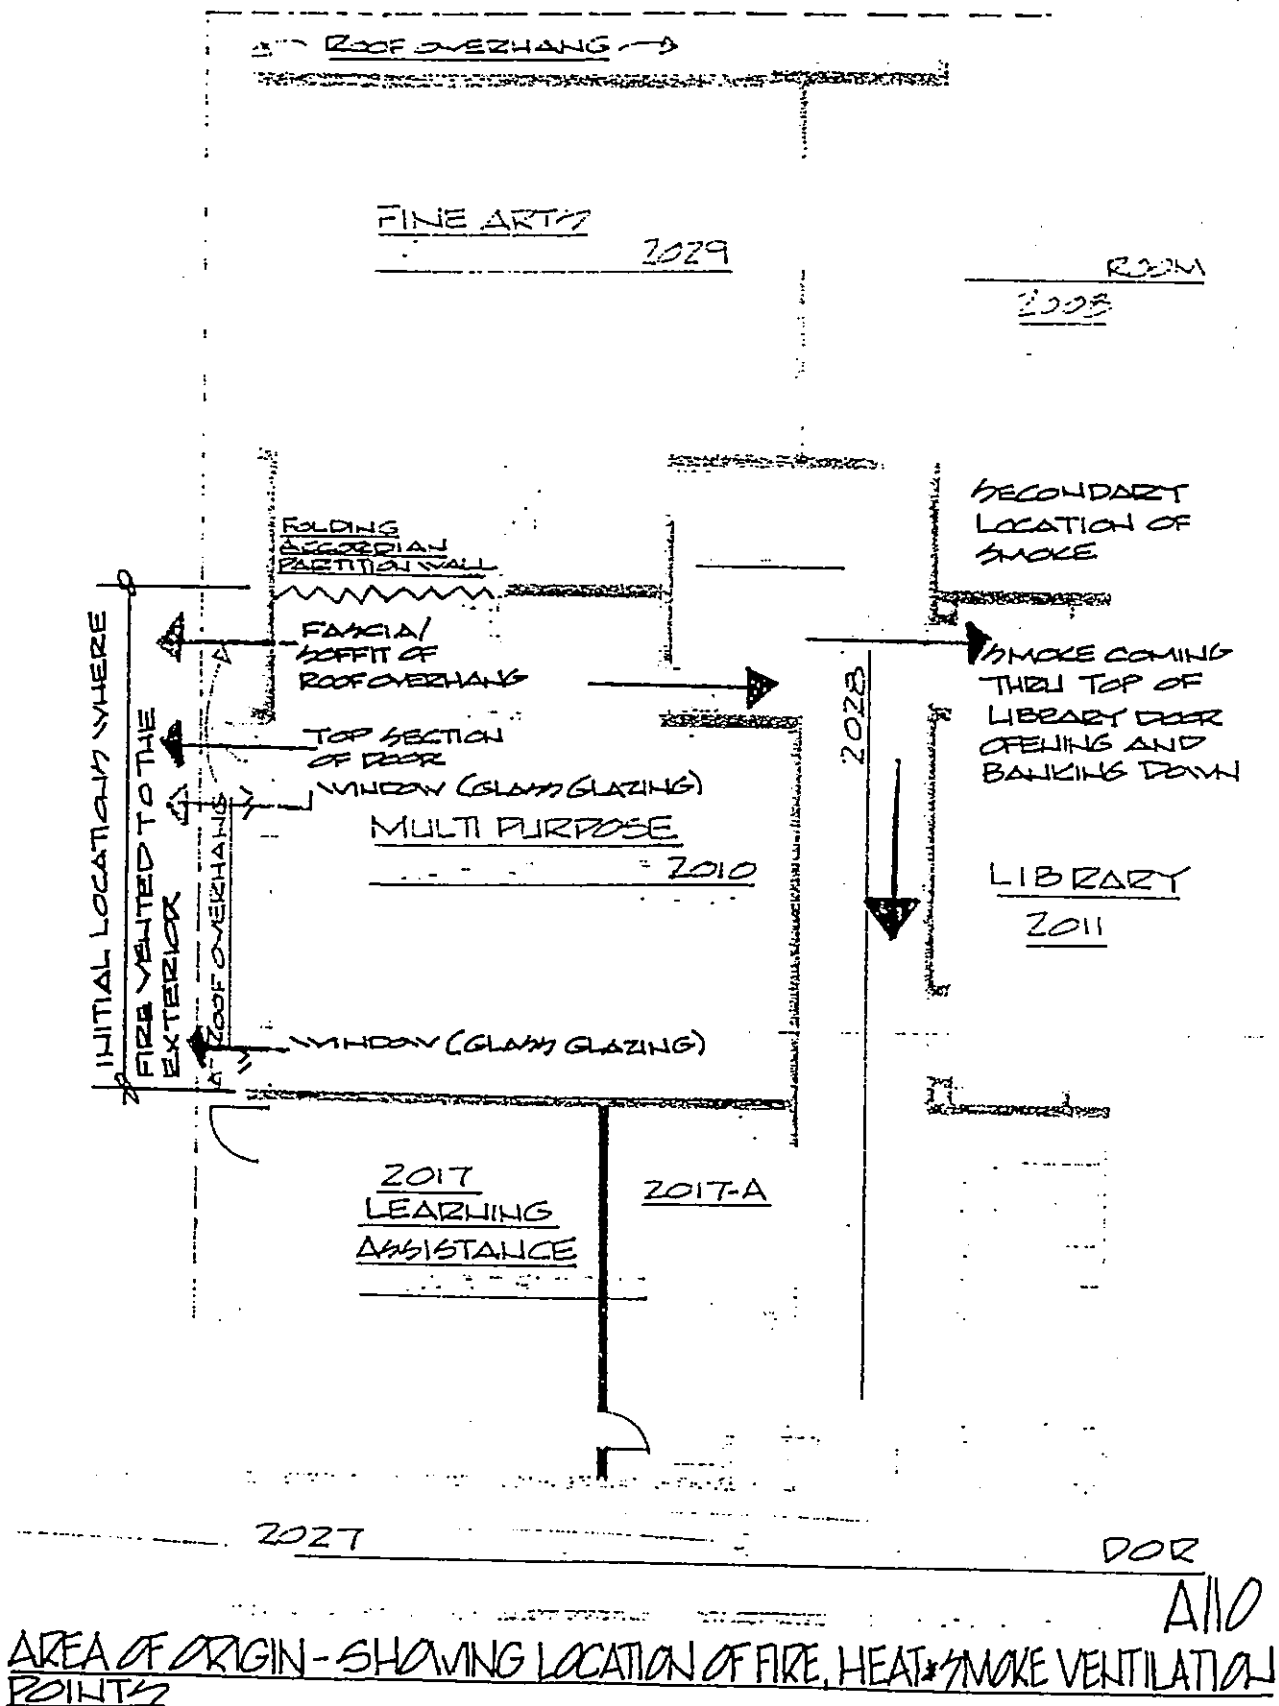 ROOF OVERHANG
FINE ARTS
2029
ROOM
2003
FOLDING
ACCORDIAN
PARTITION WALL
SECONDARY
LOCATION OF
SMOKE
INITIAL LOCATIONS WHERE
FIRE VENTED TO THE
EXTERIOR
FASCIA/
SOFFIT OF
ROOF OVERHANG
TOP SECTION
OF DOOR
WINDOW (GLASS GLAZING)
MULTI PURPOSE
2010
ROOF OVERHANG
WINDOW (GLASS GLAZING)
2028
SMOKE COMING
THRU TOP OF
LIBRARY DOOR
OPENING AND
BANKING DOWN
LIBRARY
2011
2017
LEARNING
ASSISTANCE
2017-A
2027
DOR
A110
AREA OF ORIGIN - SHOWING LOCATION OF FIRE, HEAT & SMOKE VENTILATION
POINTS